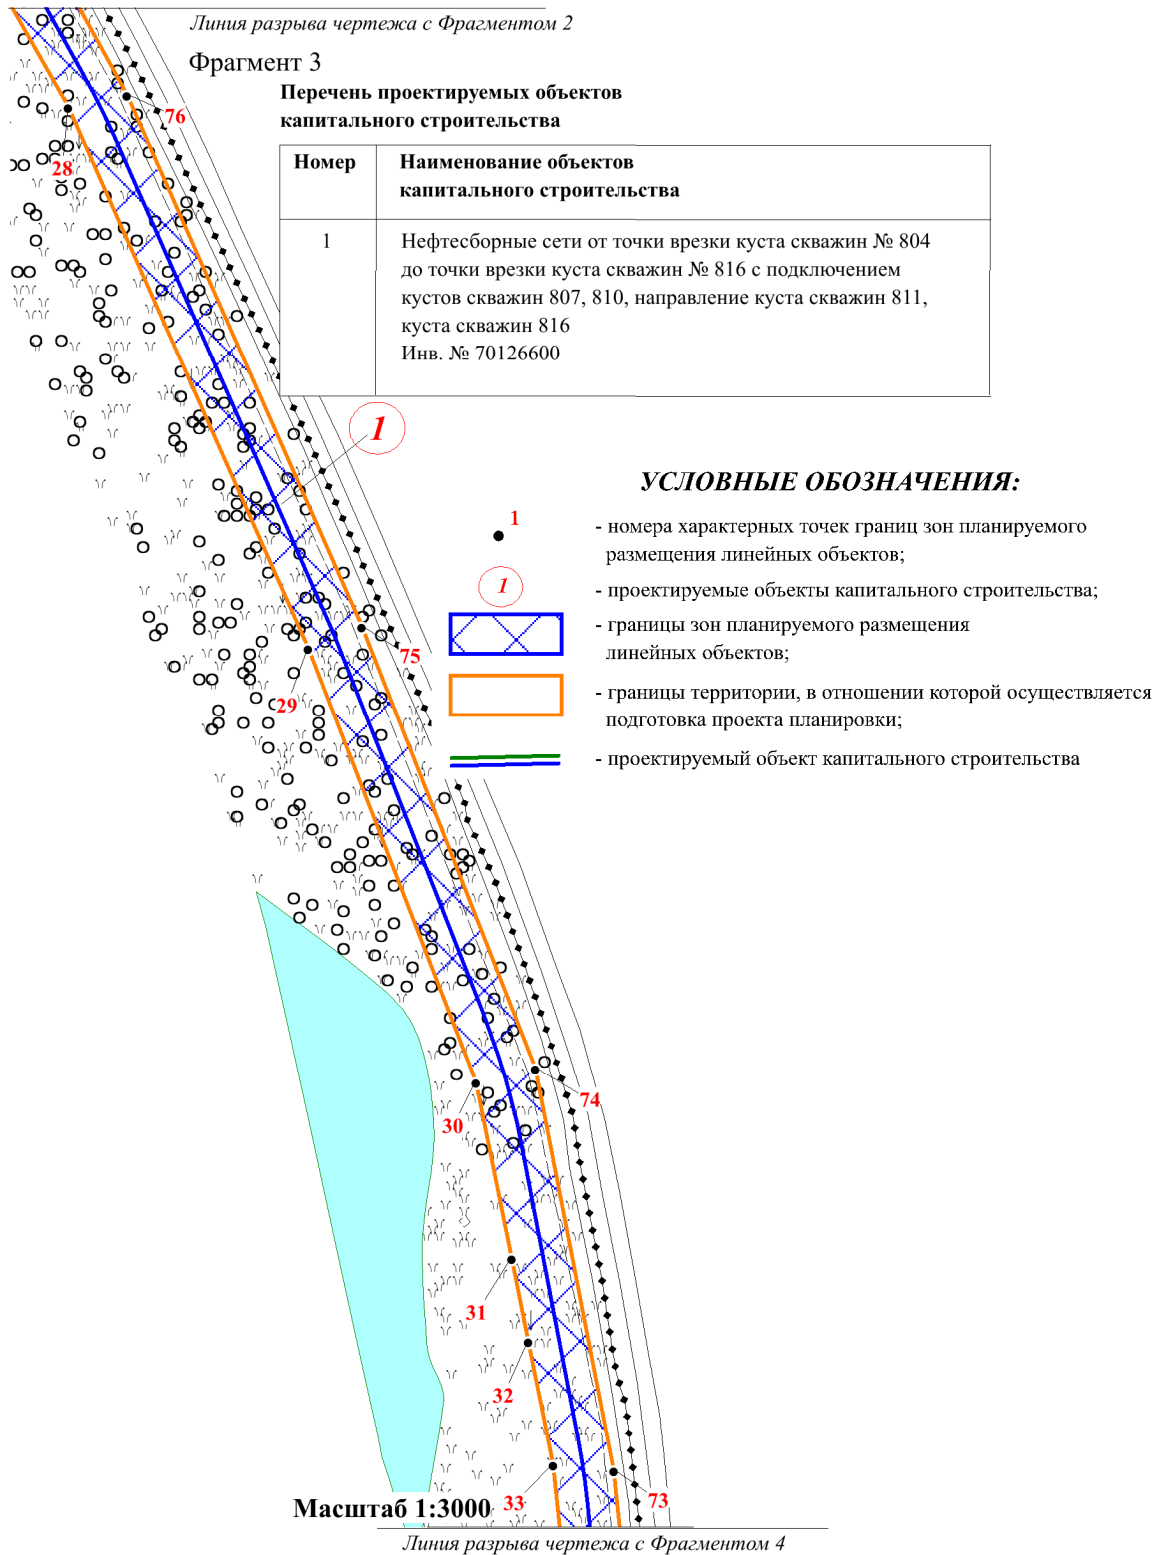 Линия разрыва чертежа с Фрагментом 2
Фрагмент 3
Перечень проектируемых объектов
капитального строительства
Номер
Наименование объектов
капитального строительства
1
Нефтесборные сети от точки врезки куста скважин № 804
до точки врезки куста скважин № 816 с подключением
кустов скважин 807, 810, направление куста скважин 811,
куста скважин 816
Инв. № 70126600
76
28
1
УСЛОВНЫЕ ОБОЗНАЧЕНИЯ:
1
- номера характерных точек границ зон планируемого
размещения линейных объектов;
1
- проектируемые объекты капитального строительства;
- границы зон планируемого размещения
линейных объектов;
- границы территории, в отношении которой осуществляется
подготовка проекта планировки;
- проектируемый объект капитального строительства
75
29
74
30
31
32
33
73
Масштаб 1:3000
Линия разрыва чертежа с Фрагментом 4